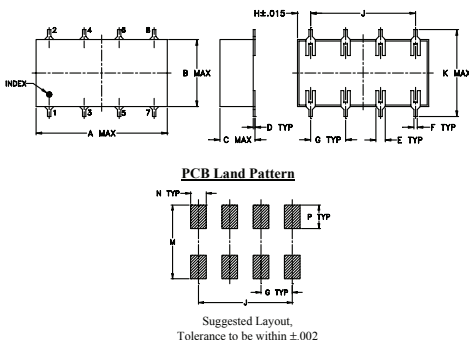 H±.015
J
2 4 6 8
B MAX
K MAX
INDEX
1 3 5 7
A MAX
C MAX
D TYP
G TYP
E TYP
F TYP
PCB Land Pattern
N TYP
P TYP
M
G TYP
J
Suggested Layout,
Tolerance to be within ±.002